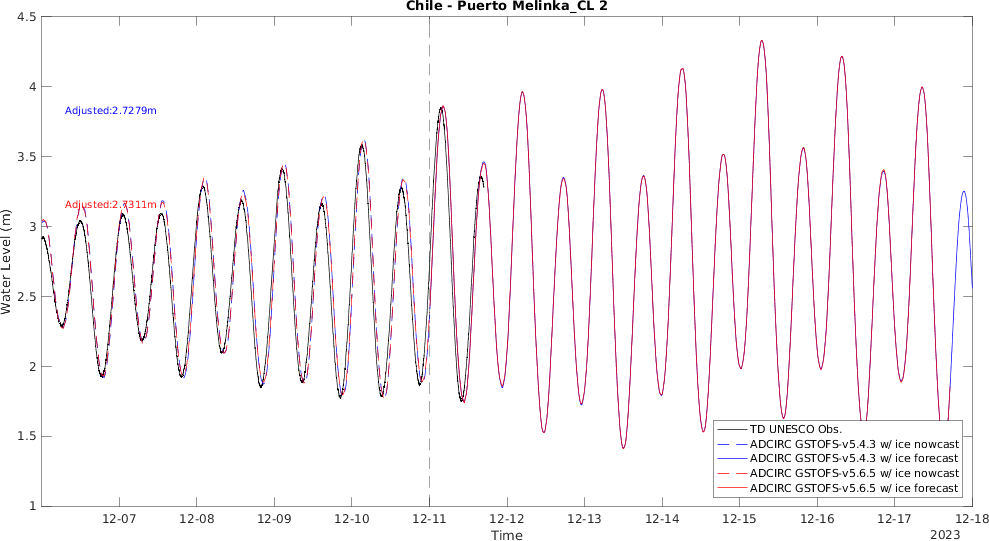 Chile - Puerto Melinka_CL 2
4.5
4
3.5
3
2.5
2
1.5
1
Water Level (m)
Adjusted:2.7279m
Adjusted:2.7311m
TD UNESCO Obs.
ADCIRC GSTOFS-v5.4.3 w/ ice nowcast
ADCIRC GSTOFS-v5.4.3 w/ ice forecast
ADCIRC GSTOFS-v5.6.5 w/ ice nowcast
ADCIRC GSTOFS-v5.6.5 w/ ice forecast
12-07 12-08 12-09 12-10 12-11 12-12 12-13 12-14 12-15 12-16 12-17 12-18
Time
2023